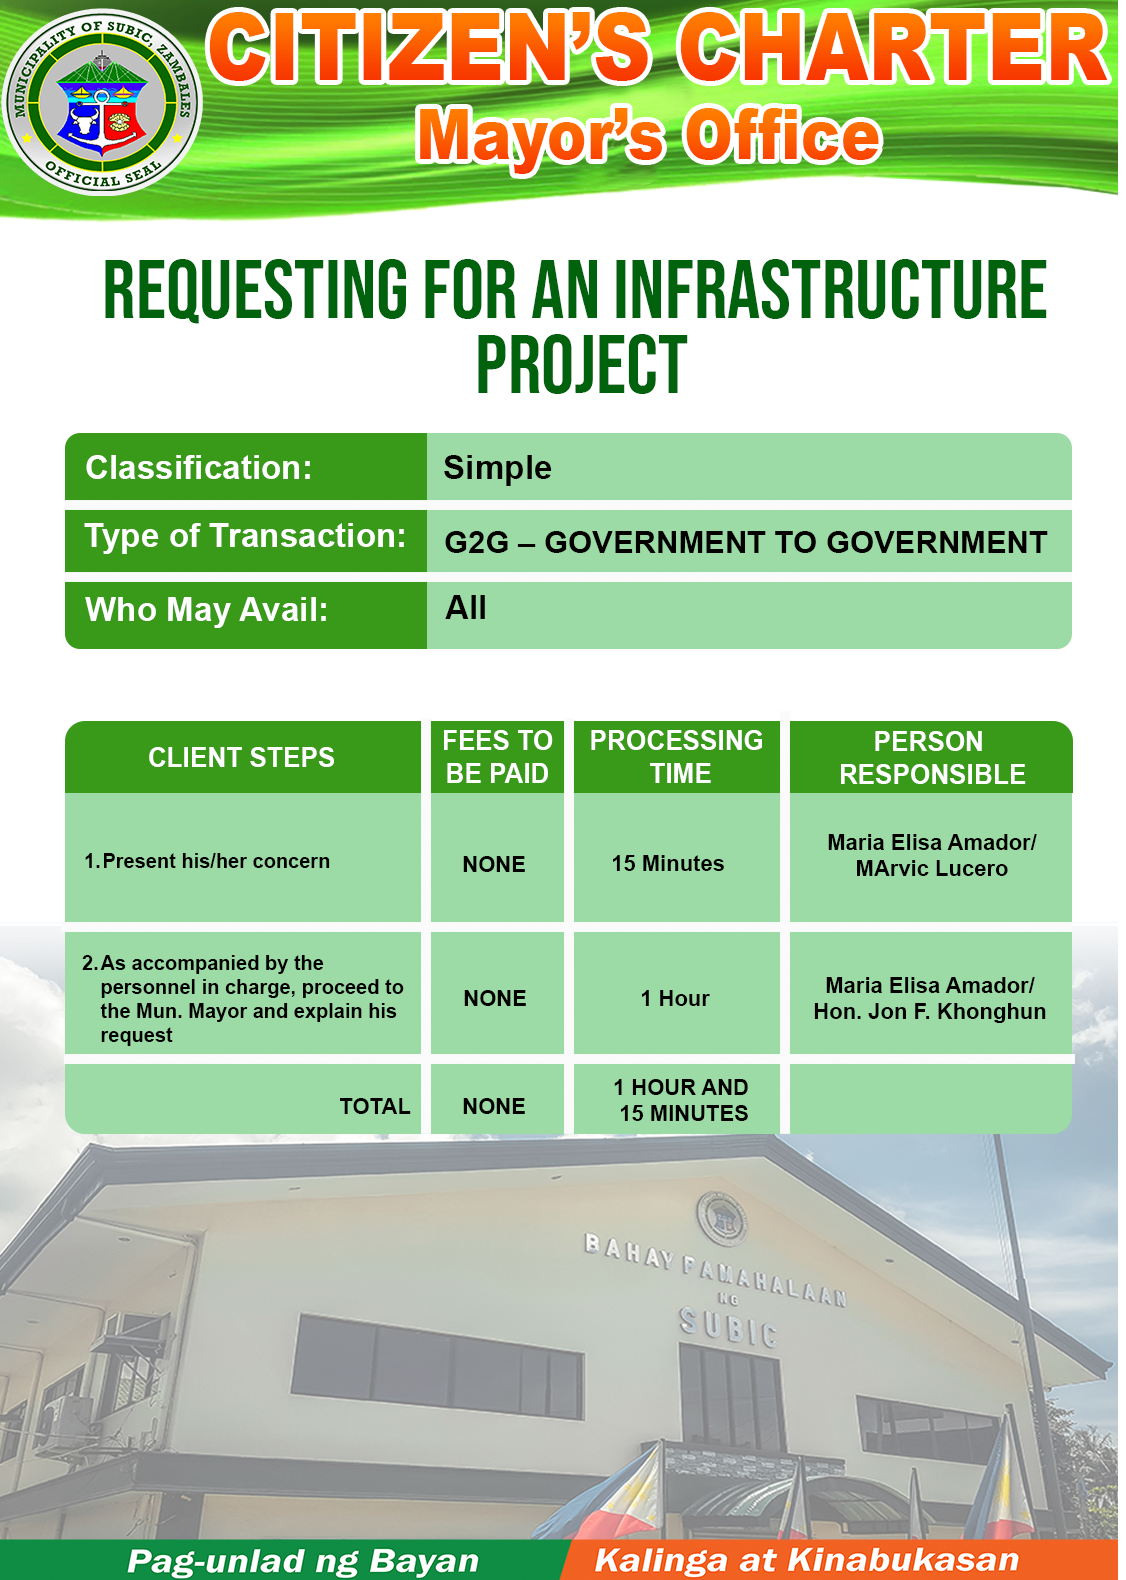 MUNICIPALITY OF SUBIC, ZAMBALES
OFFICIAL SEAL
CITIZEN'S CHARTER
Mayor's Office
REQUESTING FOR AN INFRASTRUCTURE
PROJECT
Classification:
Simple
Type of Transaction:
G2G – GOVERNMENT TO GOVERNMENT
Who May Avail:
All
CLIENT STEPS
FEES TO
BE PAID
PROCESSING
TIME
PERSON
RESPONSIBLE
1. Present his/her concern
NONE
15 Minutes
Maria Elisa Amador/
MArvic Lucero
2. As accompanied by the
personnel in charge, proceed to
the Mun. Mayor and explain his
request
NONE
1 Hour
Maria Elisa Amador/
Hon. Jon F. Khonghun
TOTAL
NONE
1 HOUR AND
15 MINUTES
BAHAY PAMAHALAAN
NG
SUBIC
Pag-unlad ng Bayan
Kalinga at Kinabukasan